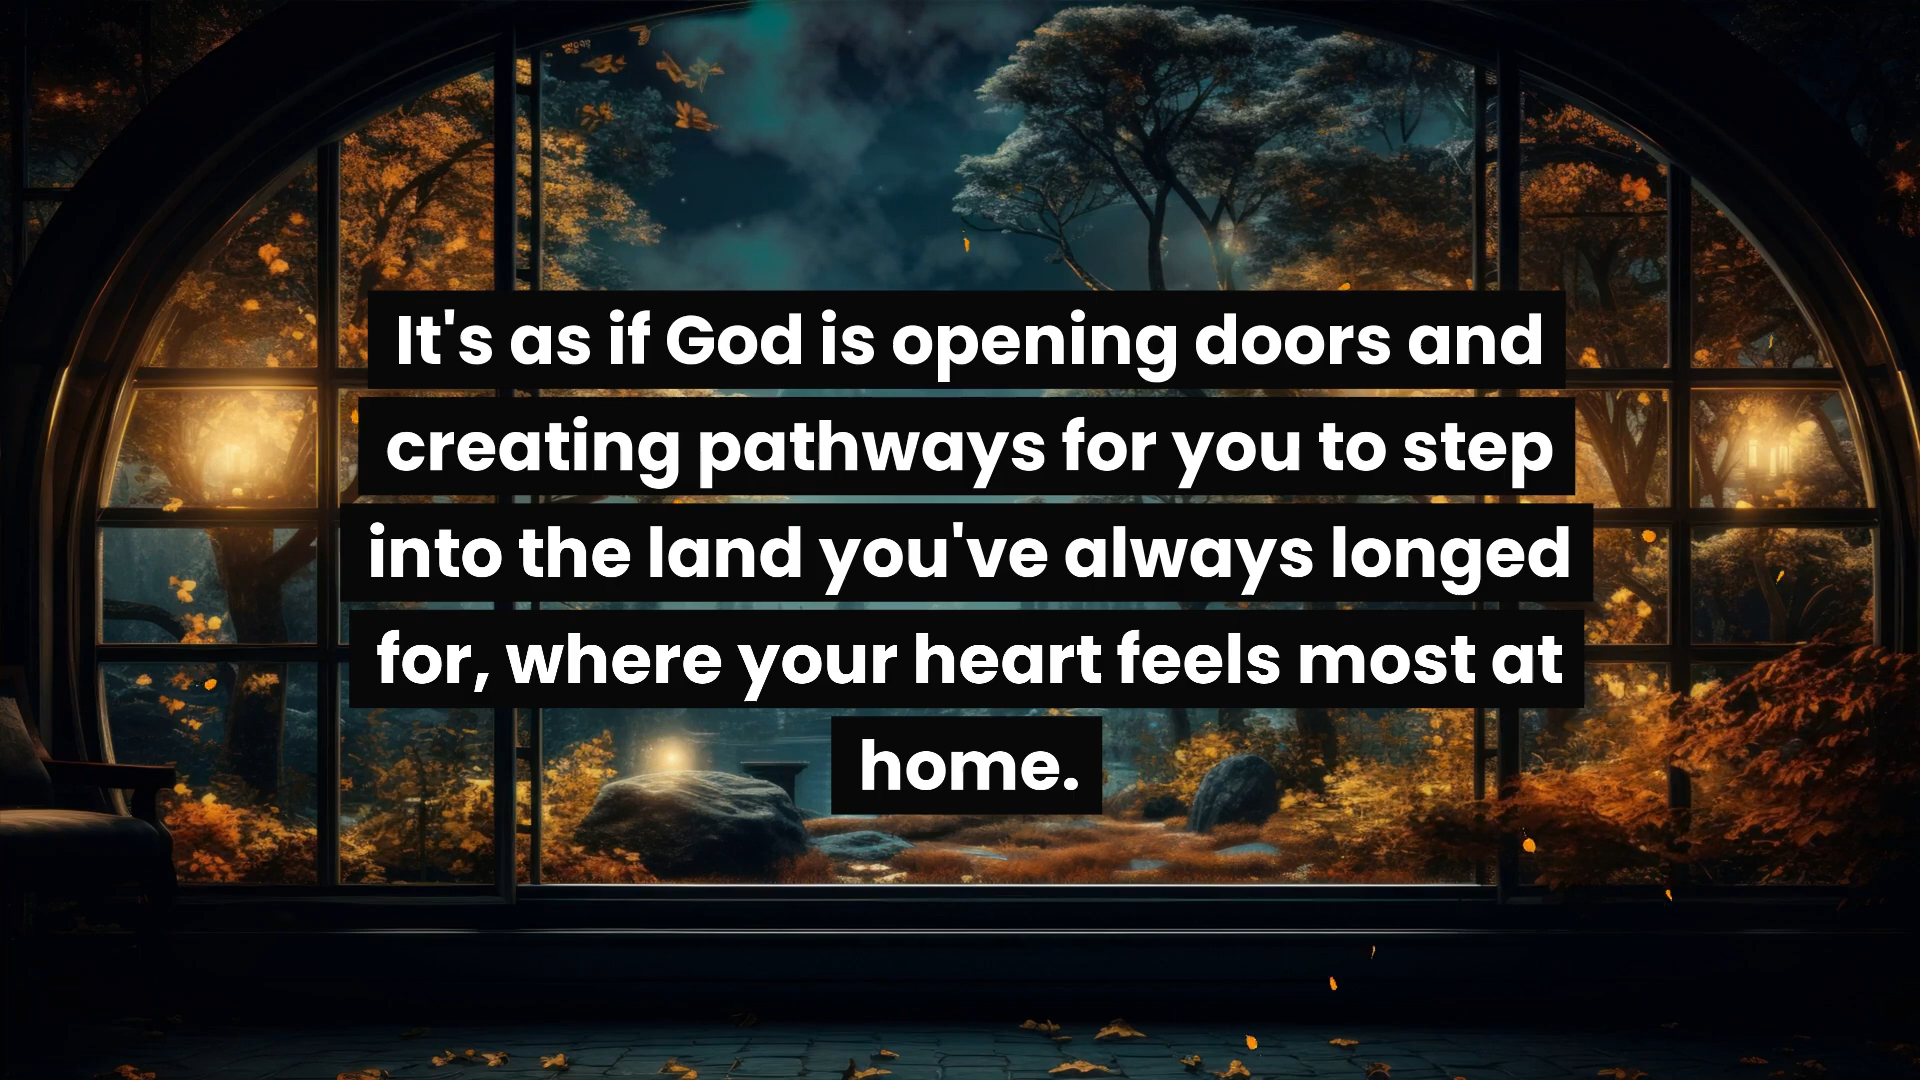 It's as if God is opening doors and
creating pathways for you to step
into the land you've always longed
for, where your heart feels most at
home.